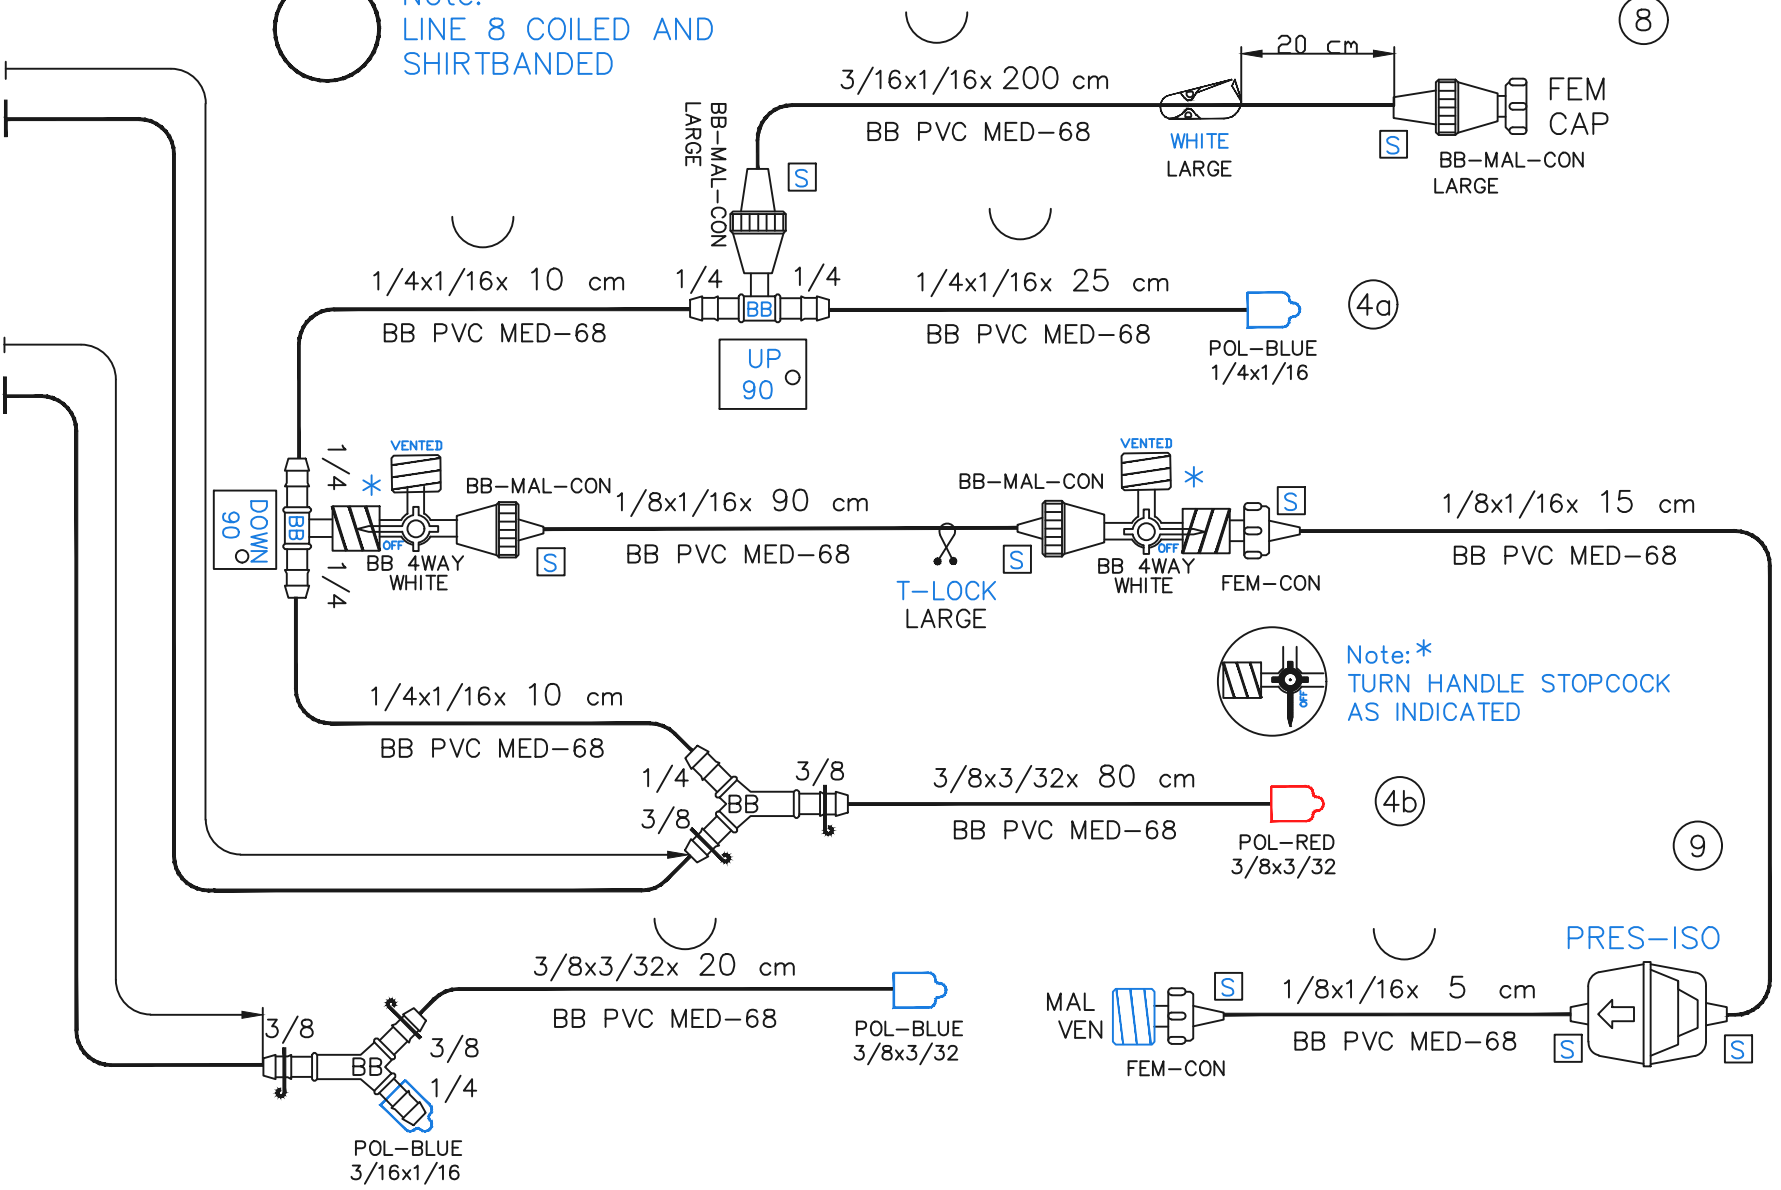 Note:
LINE 8 COILED AND
SHIRTBANDED
8
20 cm
3/16x1/16x 200 cm
BB PVC MED-68
WHITE
LARGE
S
FEM
CAP
BB-MAL-CON
LARGE
BB-MAL-CON
LARGE
S
1/4x1/16x 10 cm
BB PVC MED-68
1/4
1/4
BB
1/4x1/16x 25 cm
BB PVC MED-68
POL-BLUE
1/4x1/16
4a
UP
90
VENTED
1/4
*
BB-MAL-CON
DOWN
90
BB
OFF
BB 4WAY
WHITE
1/4
S
1/8x1/16x 90 cm
BB PVC MED-68
T-LOCK
LARGE
BB-MAL-CON
S
VENTED
*
OFF
BB 4WAY
WHITE
S
FEM-CON
1/8x1/16x 15 cm
BB PVC MED-68
OFF
Note:*
TURN HANDLE STOPCOCK
AS INDICATED
1/4x1/16x 10 cm
BB PVC MED-68
1/4
3/8
BB
3/8
3/8x3/32x 80 cm
BB PVC MED-68
POL-RED
3/8x3/32
4b
9
PRES-ISO
3/8x3/32x 20 cm
BB PVC MED-68
POL-BLUE
3/8x3/32
3/8
BB
3/8
1/4
POL-BLUE
3/16x1/16
MAL
VEN
FEM-CON
S
1/8x1/16x 5 cm
BB PVC MED-68
S
S